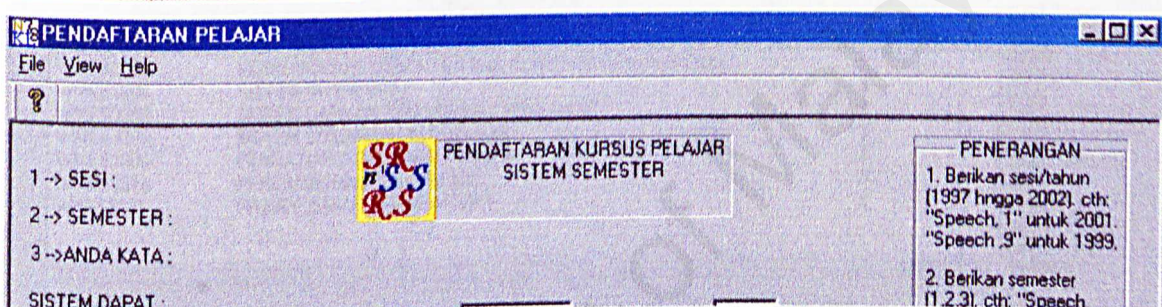 PENDAFTARAN PELAJAR
File View Help
PENDAFTARAN KURSUS PELAJAR
SISTEM SEMESTER
1 -> SESI :
2 --> SEMESTER :
3 -->ANDA KATA :
SISTEM DAPAT :
PENERANGAN
1. Berikan sesi/tahun
(1997 hngga 2002). cth:
"Speech, 1" untuk 2001.
"Speech ,9" untuk 1999.
2. Berikan semester
(1,2,3). cth: "Speech